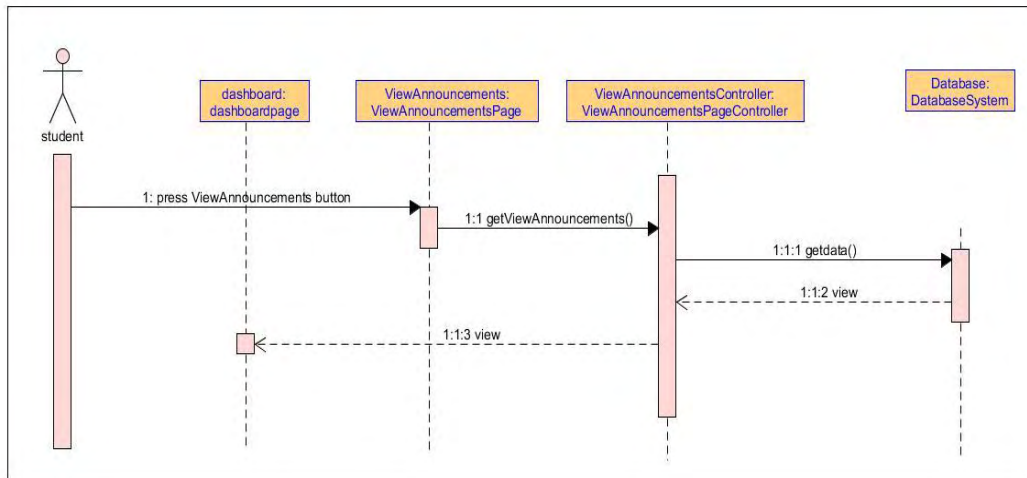 student
dashboard:
dashboardpage
ViewAnnouncements:
ViewAnnouncementsPage
ViewAnnouncementsController:
ViewAnnouncementsPageController
Database:
DatabaseSystem
1: press ViewAnnouncements button
1:1 getViewAnnouncements()
1:1:1 getdata()
1:1:2 view
1:1:3 view